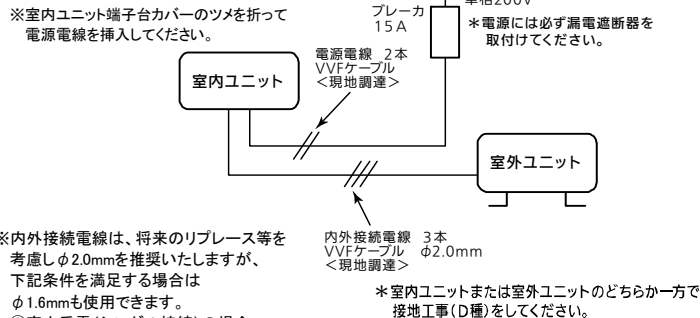 単相200V
※室内ユニット端子台カバーのツメを折って
電源電線を挿入してください。
ブレーカ
15A
＊電源には必ず漏電遮断器を
取付けてください。
電源電線 2本
VVFケーブル
＜現地調達＞
室内ユニット
室外ユニット
内外接続電線 3本
VVFケーブル φ2.0mm
＜現地調達＞
※内外接続電線は、将来のリプレース等を
考慮しφ2.0mmを推奨いたしますが、
下記条件を満足する場合は
φ1.6mmも使用できます。
＊室内ユニットまたは室外ユニットのどちらか一方で
接地工事(D種)をしてください。